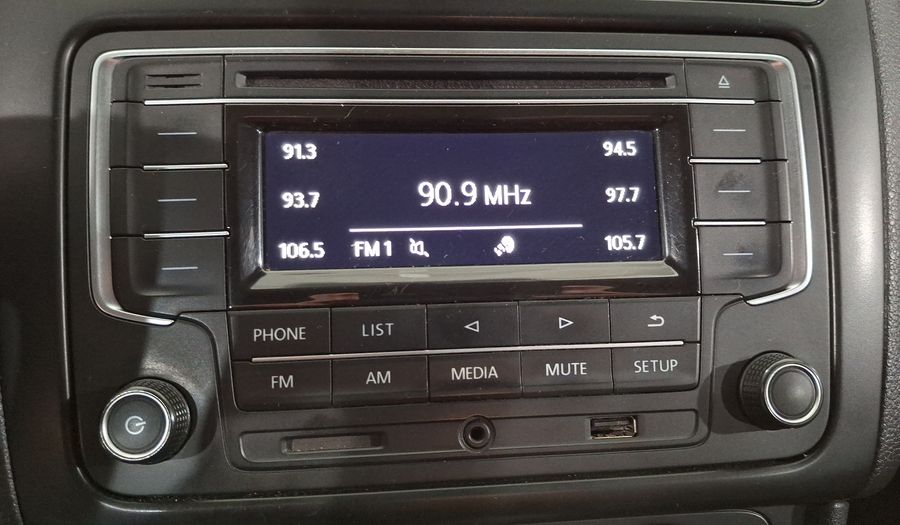 91.3
94.5
93.7
90.9 MHz
97.7
106.5
FM 1
105.7
PHONE
LIST
FM
AM
MEDIA
MUTE
SETUP